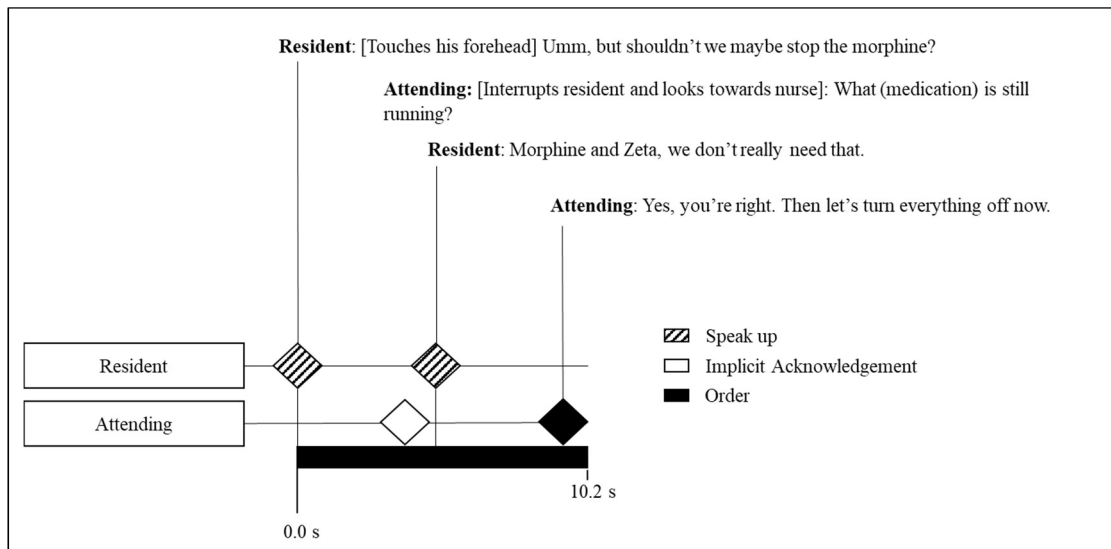 Resident: [Touches his forehead] Umm, but shouldn't we maybe stop the morphine?
Attending: [Interrupts resident and looks towards nurse]: What (medication) is still
running?
Resident: Morphine and Zeta, we don't really need that.
Attending: Yes, you're right. Then let's turn everything off now.
Speak up
Resident
Implicit Acknowledgement
Order
Attending
10.2 s
0.0 s